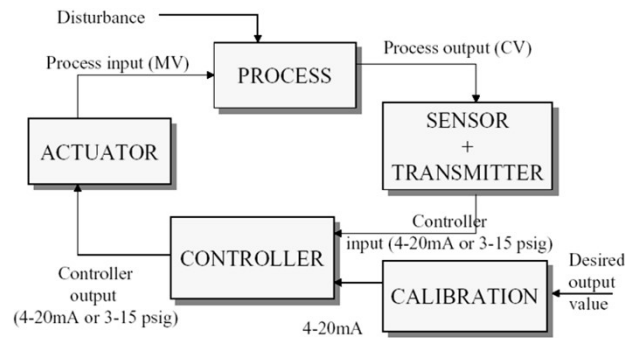 Disturbance
Process input (MV)
Process output (CV)
PROCESS
SENSOR
+
TRANSMITTER
ACTUATOR
Controller
input (4-20mA or 3-15 psig)
CONTROLLER
Desired
output
value
CALIBRATION
Controller
output
(4-20mA or 3-15 psig)
4-20mA